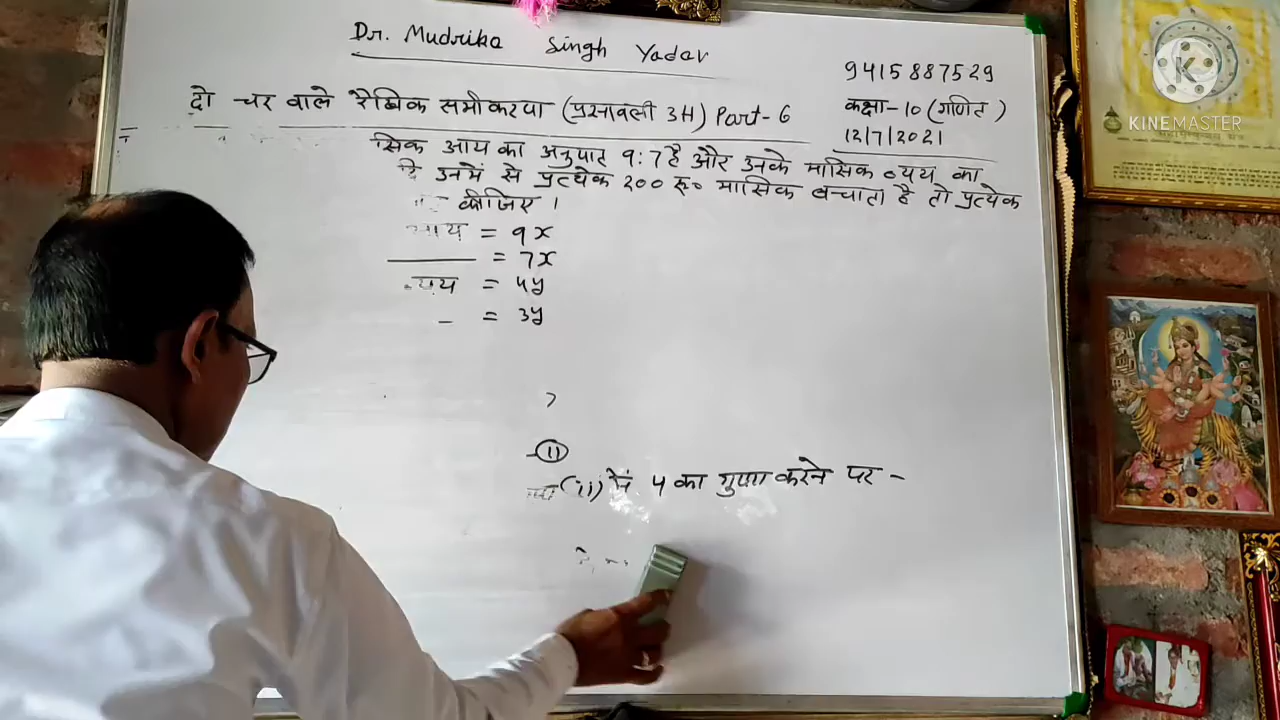 Dr. Mudrika Singh Yadav
9415887529
दो चर वाले रैखिक समीकरण (प्रश्नावली 3H) Part-6
कक्षा-10 (गणित)
12/7/2021
सिक आय का अनुपात 9:7 है और उनके मासिक व्यय का
उनमें से प्रत्येक 200 रू० मासिक बचाता है तो प्रत्येक
कीजिए।
आय = 9x
= 7x
व्यय = 4y
= 3y
(11)
(ii) में 4 का गुणा करने पर -
KINEMASTER